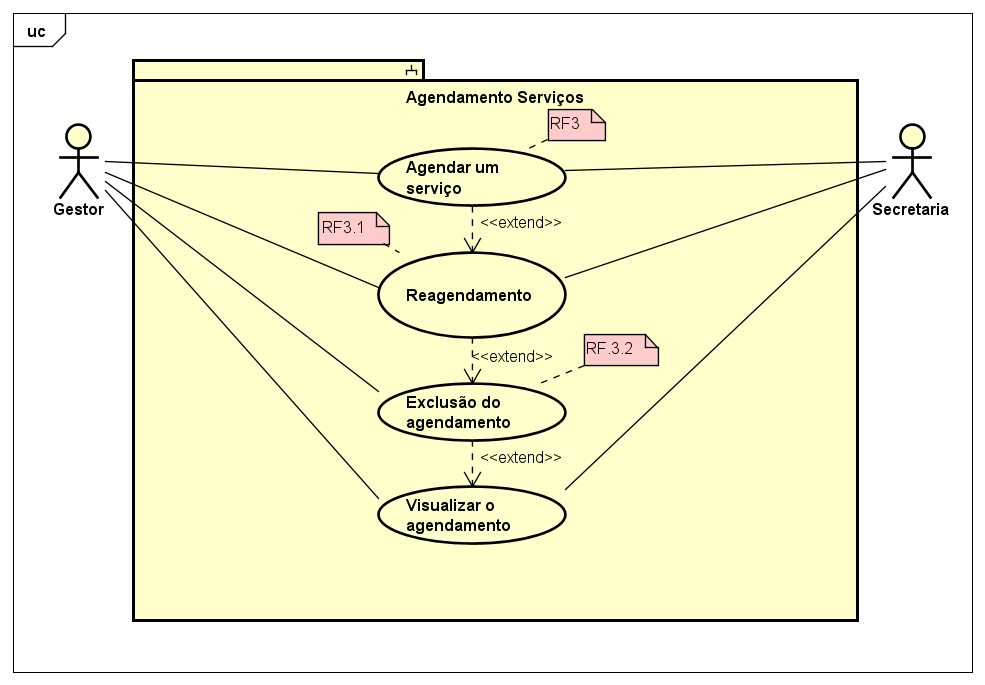 uc
Agendamento Serviços
RF3
Agendar um
serviço
Gestor
Secretaria
<<extend>>
RF3.1
Reagendamento
<<extend>>
RF.3.2
Exclusão do
agendamento
<<extend>>
Visualizar o
agendamento